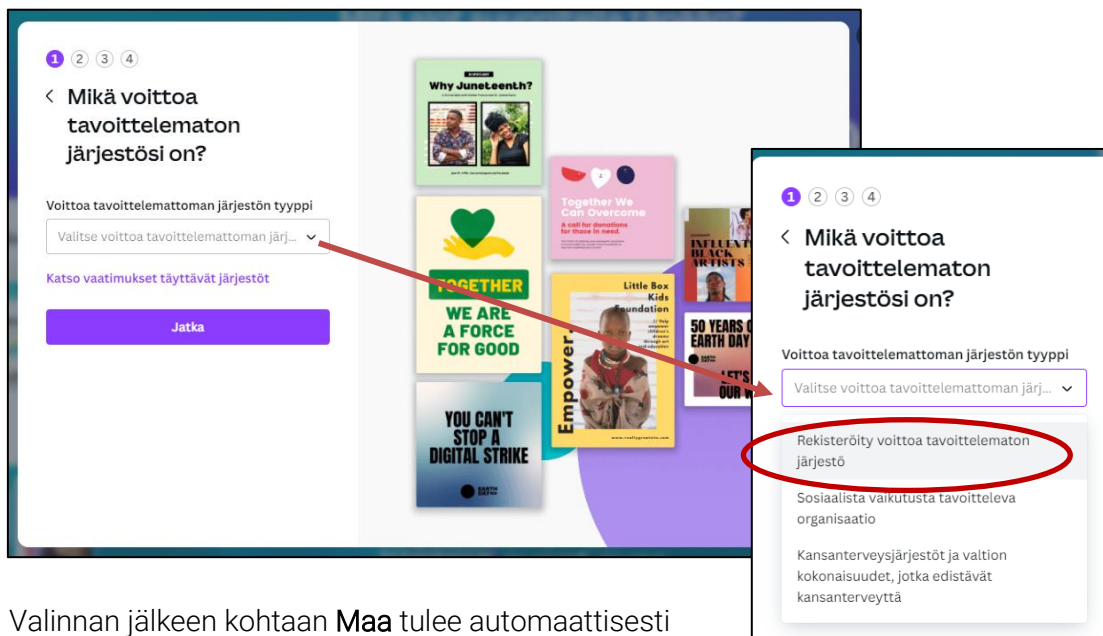 1 2 3 4
Mikä voittoa
tavoittelematon
järjestösi on?
Voittoa tavoittelemattoman järjestön tyyppi
Valitse voittoa tavoittelemattoman järj...
Katso vaatimukset täyttävät järjestöt
Jatka
Why Juneteenth?
Together We
Can Overcome
A call for donations
for those in need.
TOGETHER
WE ARE
A FORCE
FOR GOOD
BLACK
ARTISTS
Little Box
Kids
Foundation
Empower.
www.reallygreatsite.com
50 YEARS
EARTH DAY
LET'S
OUR
YOU CAN'T
STOP A
DIGITAL STRIKE
EARTH
DAY
1 2 3 4
Mikä voittoa
tavoittelematon
järjestösi on?
Voittoa tavoittelemattoman järjestön tyyppi
Valitse voittoa tavoittelemattoman järj...
Rekisteröity voittoa tavoittelematon
järjestö
Sosiaalista vaikutusta tavoitteleva
organisaatio
Kansanterveysjärjestöt ja valtion
kokonaisuudet, jotka edistävät
kansanterveyttä
Valinnan jälkeen kohtaan Maa tulee automaattisesti